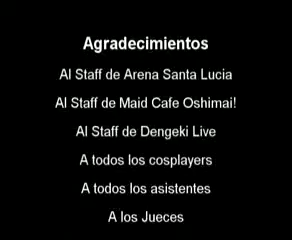 Agradecimientos
Al Staff de Arena Santa Lucia
Al Staff de Maid Cafe Oshimai!
Al Staff de Dengeki Live
A todos los cosplayers
A todos los asistentes
A los Jueces